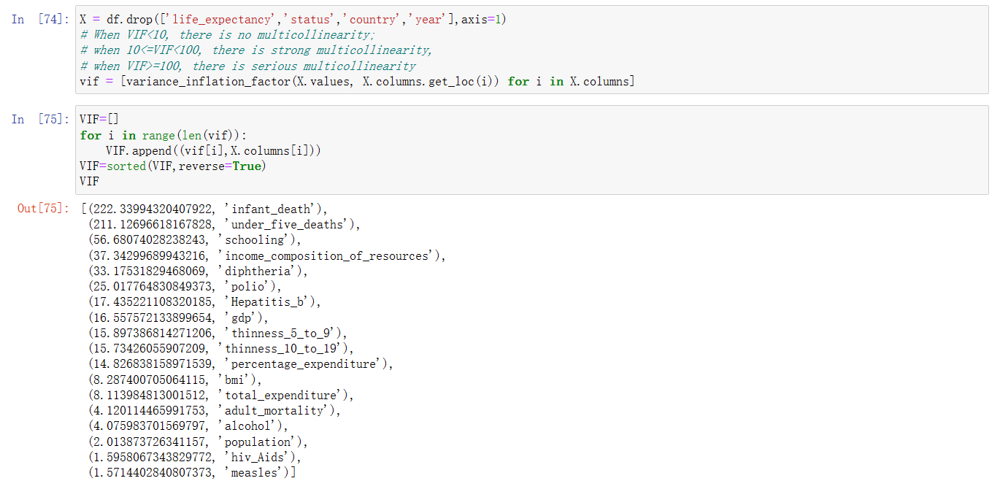 In [74]: X = df.drop(['life_expectancy','status','country','year'],axis=1)
# When VIF<10, there is no multicollinearity;
# when 10<=VIF<100, there is strong multicollinearity,
# when VIF>=100, there is serious multicollinearity
vif = [variance_inflation_factor(X.values, X.columns.get_loc(i)) for i in X.columns]
In [75]: VIF=[]
for i in range(len(vif)):
    VIF.append((vif[i],X.columns[i]))
VIF=sorted(VIF,reverse=True)
VIF
Out[75]: [(222.33994320407922, 'infant_death'),
(211.12696618167828, 'under_five_deaths'),
(56.68074028238243, 'schooling'),
(37.34299689943216, 'income_composition_of_resources'),
(33.17531829468069, 'diphtheria'),
(25.017764830849373, 'polio'),
(17.435221108320185, 'Hepatitis_b'),
(16.557572133899654, 'gdp'),
(15.897386814271206, 'thinness_5_to_9'),
(15.73426055907209, 'thinness_10_to_19'),
(14.826838158971539, 'percentage_expenditure'),
(8.287400705064115, 'bmi'),
(8.113984813001512, 'total_expenditure'),
(4.120114465991753, 'adult_mortality'),
(4.075983701569797, 'alcohol'),
(2.013873726341157, 'population'),
(1.5958067343829772, 'hiv_Aids'),
(1.5714402840807373, 'measles')]